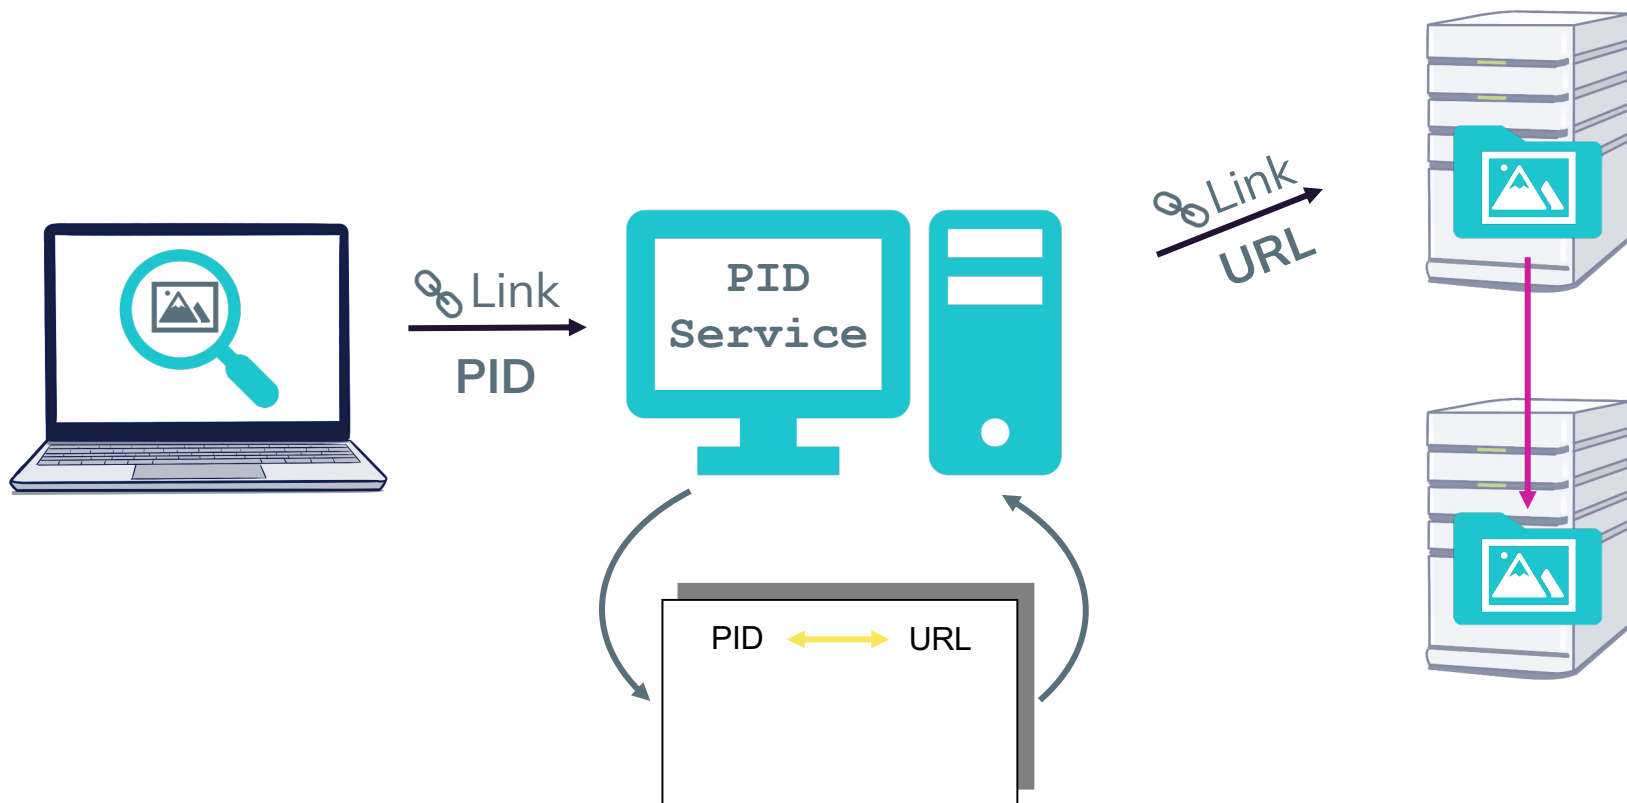 Link
PID
PID
Service
Link
URL
PID URL